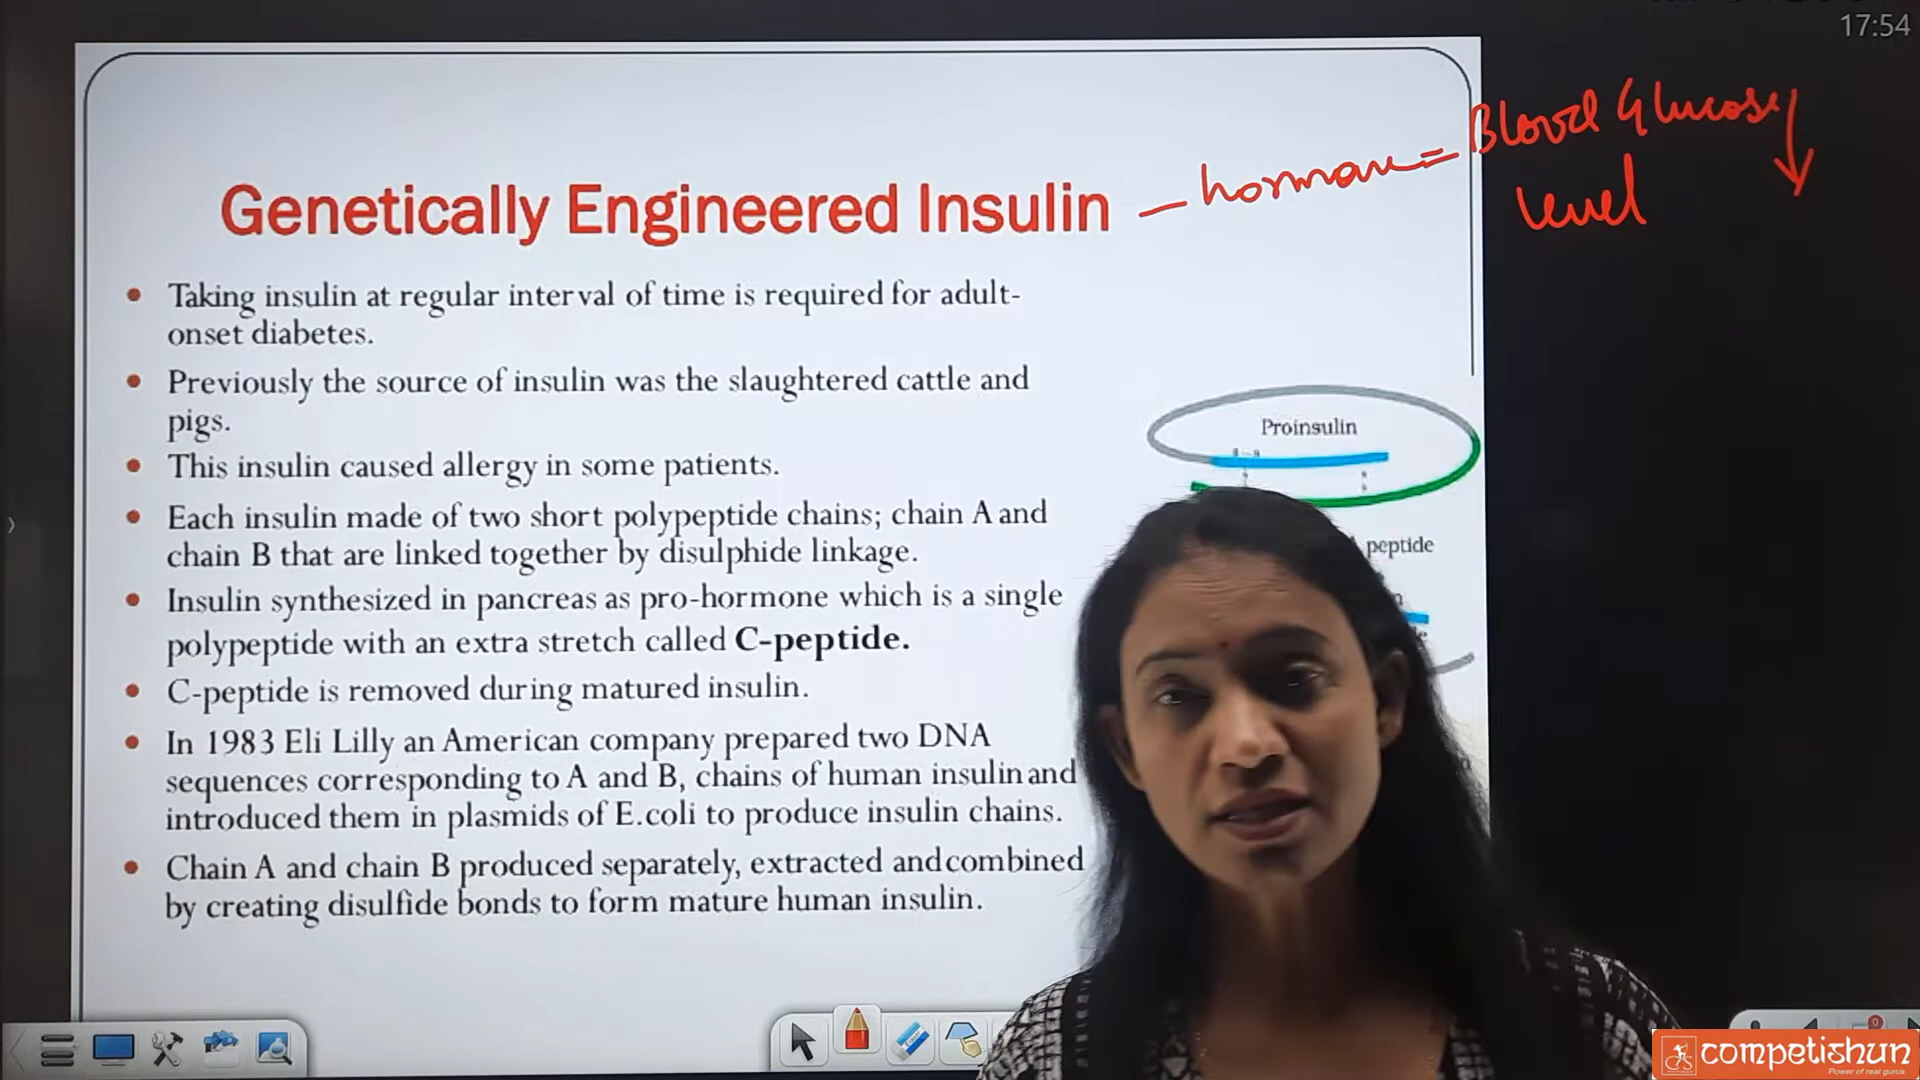 17:54
Genetically Engineered Insulin – hormone = Blood Glucose ↓
level
• Taking insulin at regular interval of time is required for adult-
onset diabetes.
• Previously the source of insulin was the slaughtered cattle and
pigs.
• This insulin caused allergy in some patients.
• Each insulin made of two short polypeptide chains; chain A and
chain B that are linked together by disulphide linkage.
• Insulin synthesized in pancreas as pro-hormone which is a single
polypeptide with an extra stretch called C-peptide.
• C-peptide is removed during matured insulin.
• In 1983 Eli Lilly an American company prepared two DNA
sequences corresponding to A and B, chains of human insulin and
introduced them in plasmids of E.coli to produce insulin chains.
• Chain A and chain B produced separately, extracted and combined
by creating disulfide bonds to form mature human insulin.
Proinsulin
peptide
competishun
Power of real gurus